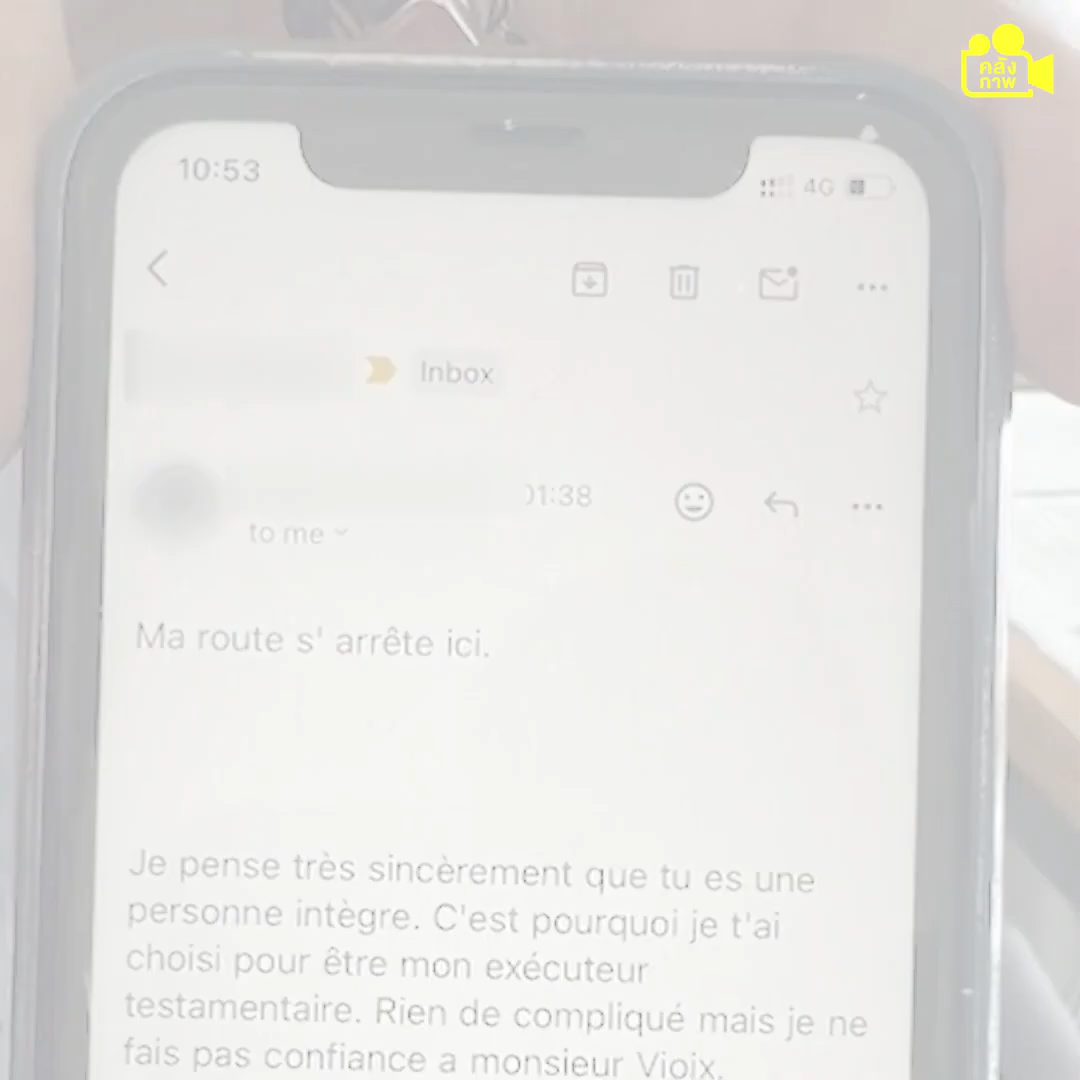 คลัง
ภาพ
10:53
4G
Inbox
01:38
to me
Ma route s' arrête ici.
Je pense très sincèrement que tu es une
personne intègre. C'est pourquoi je t'ai
choisi pour être mon exécuteur
testamentaire. Rien de compliqué mais je ne
fais pas confiance a monsieur Vioix.